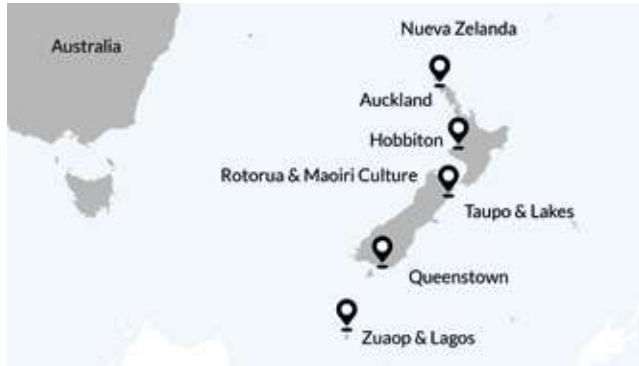 Nueva Zelanda
Australia
Auckland
Hobbiton
Rotorua & Maoiri Culture
Taupo & Lakes
Queenstown
Zuaop & Lagos